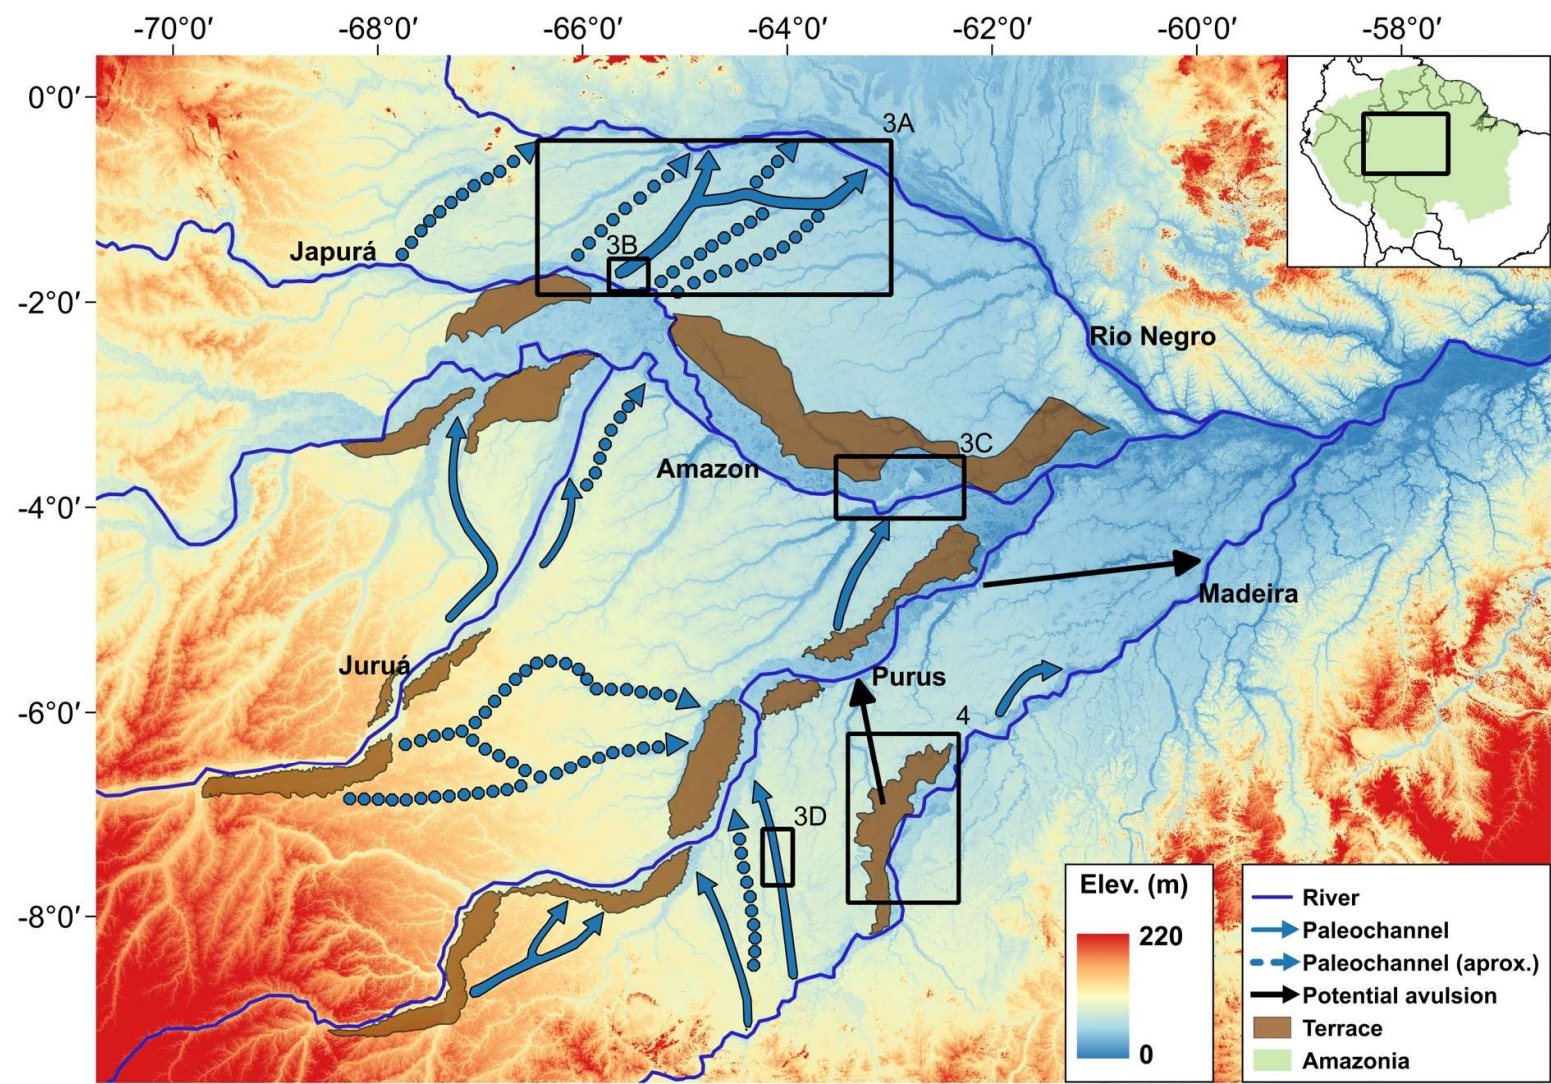 -70°0′ -68°0′ -66°0′ -64°0′ -62°0′ -60°0′ -58°0′
0°0′
3A
3B
Japurá
-2°0′
Rio Negro
3C
Amazon
-4°0′
Madeira
Juruá
Purus
-6°0′
4
3D
-8°0′
Elev. (m)
220
0
River
Paleochannel
Paleochannel (aprox.)
Potential avulsion
Terrace
Amazonia